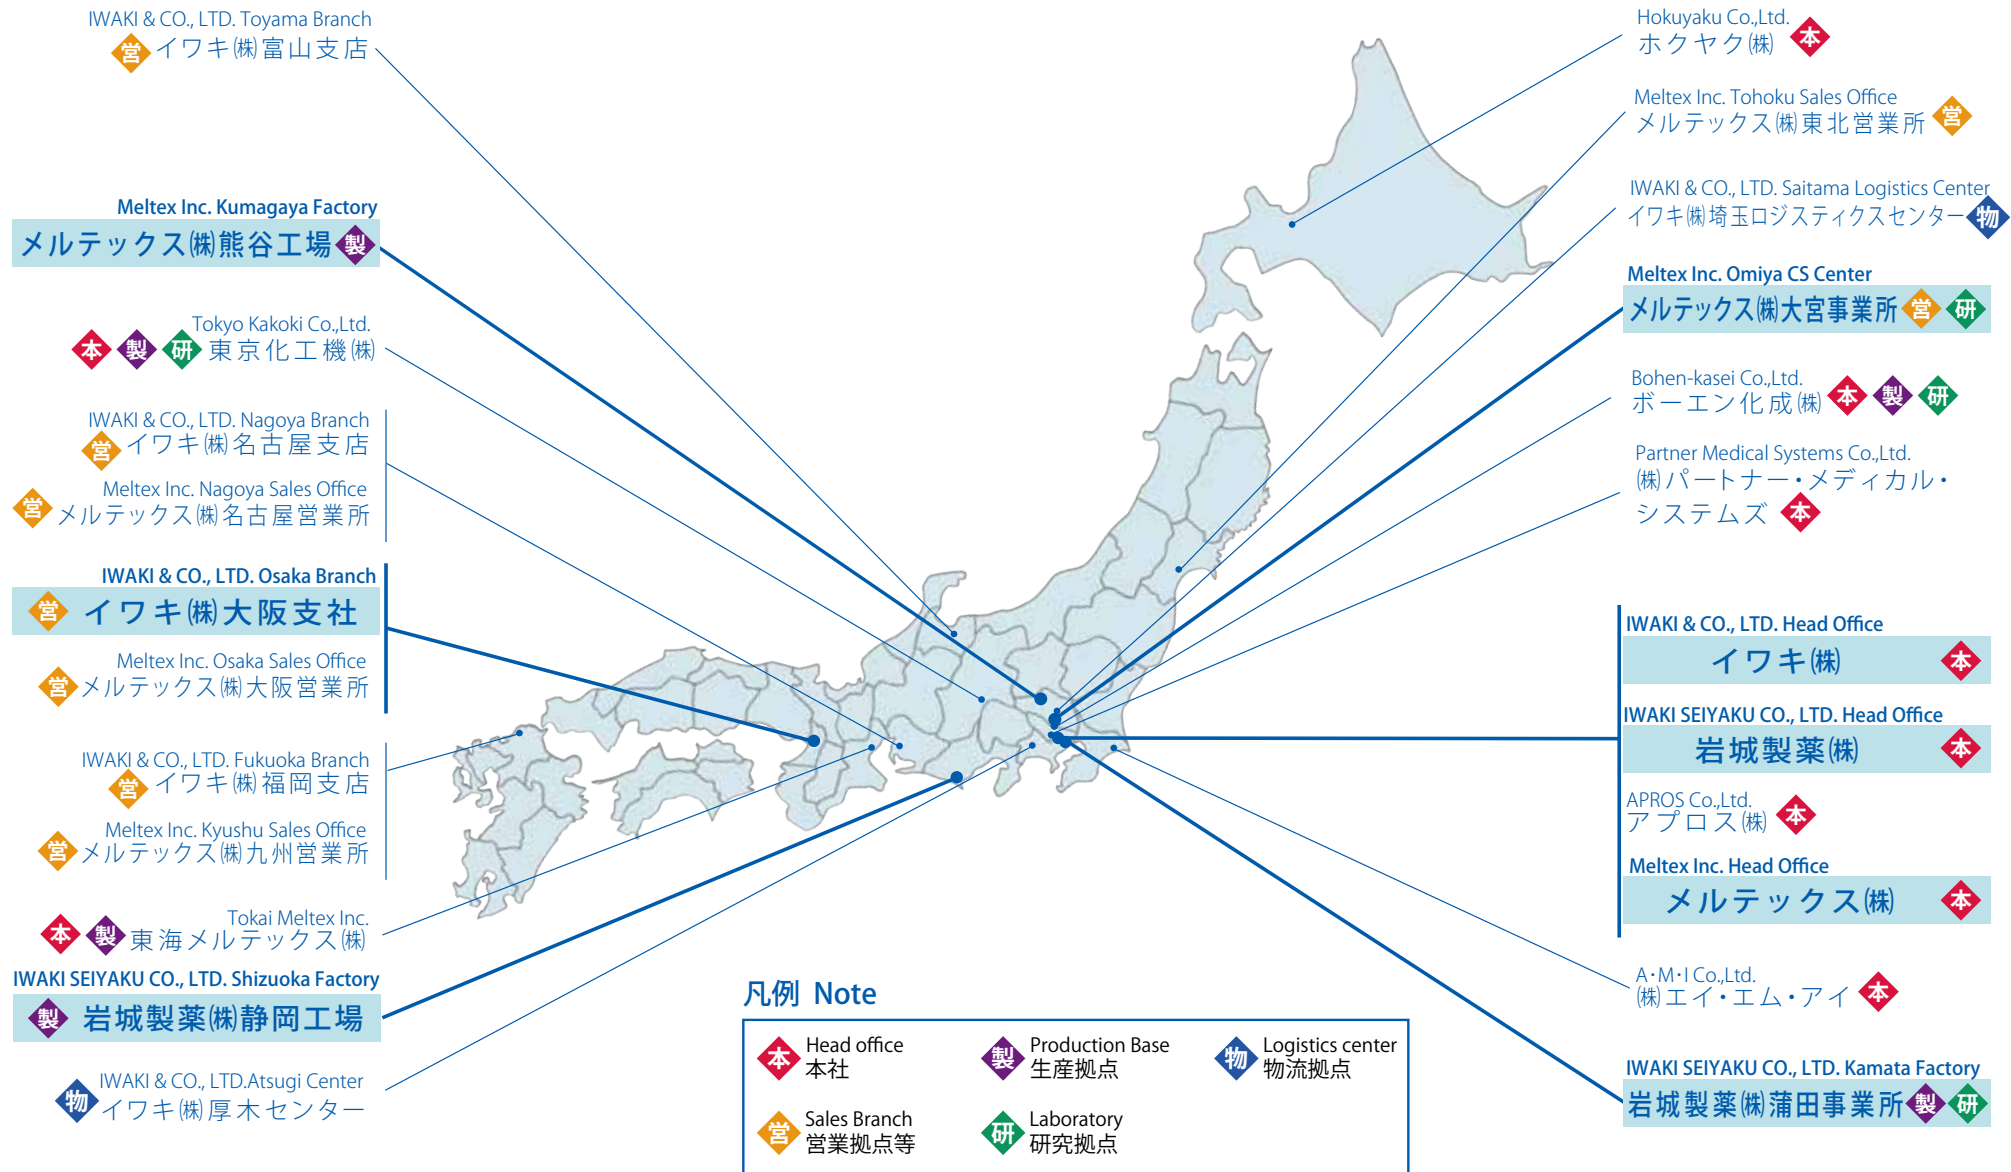 IWAKI & CO., LTD. Toyama Branch
営 イワキ㈱富山支店
Meltex Inc. Kumagaya Factory
メルテックス㈱熊谷工場 製
Tokyo Kakoki Co.,Ltd.
本 製 研 東京化工機㈱
IWAKI & CO., LTD. Nagoya Branch
営 イワキ㈱名古屋支店
Meltex Inc. Nagoya Sales Office
営 メルテックス㈱名古屋営業所
IWAKI & CO., LTD. Osaka Branch
営 イワキ㈱大阪支社
Meltex Inc. Osaka Sales Office
営 メルテックス㈱大阪営業所
IWAKI & CO., LTD. Fukuoka Branch
営 イワキ㈱福岡支店
Meltex Inc. Kyushu Sales Office
営 メルテックス㈱九州営業所
Tokai Meltex Inc.
本 製 東海メルテックス㈱
IWAKI SEIYAKU CO., LTD. Shizuoka Factory
製 岩城製薬㈱静岡工場
IWAKI & CO., LTD.Atsugi Center
物 イワキ㈱厚木センター
Hokuyaku Co.,Ltd.
ホクヤク㈱ 本
Meltex Inc. Tohoku Sales Office
メルテックス㈱東北営業所 営
IWAKI & CO., LTD. Saitama Logistics Center
イワキ㈱埼玉ロジスティクスセンター 物
Meltex Inc. Omiya CS Center
メルテックス㈱大宮事業所 営 研
Bohen-kasei Co.,Ltd.
ボーエン化成㈱ 本 製 研
Partner Medical Systems Co.,Ltd.
㈱パートナー・メディカル・
システムズ 本
IWAKI & CO., LTD. Head Office
イワキ㈱ 本
IWAKI SEIYAKU CO., LTD. Head Office
岩城製薬㈱ 本
APROS Co.,Ltd.
アプロス㈱ 本
Meltex Inc. Head Office
メルテックス㈱ 本
A・M・I Co.,Ltd.
㈱エイ・エム・アイ 本
IWAKI SEIYAKU CO., LTD. Kamata Factory
岩城製薬㈱蒲田事業所 製 研
凡例 Note
本 Head office
本社
製 Production Base
生産拠点
物 Logistics center
物流拠点
営 Sales Branch
営業拠点等
研 Laboratory
研究拠点